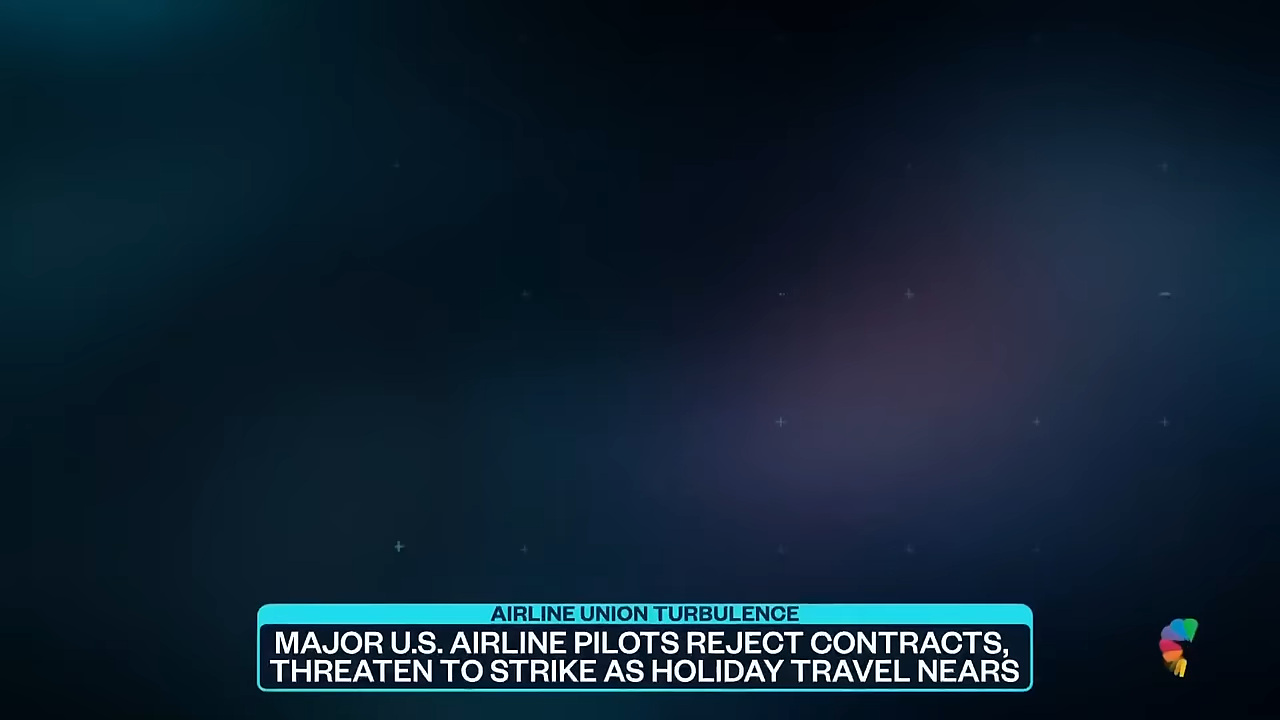 AIRLINE UNION TURBULENCE
MAJOR U.S. AIRLINE PILOTS REJECT CONTRACTS,
THREATEN TO STRIKE AS HOLIDAY TRAVEL NEARS